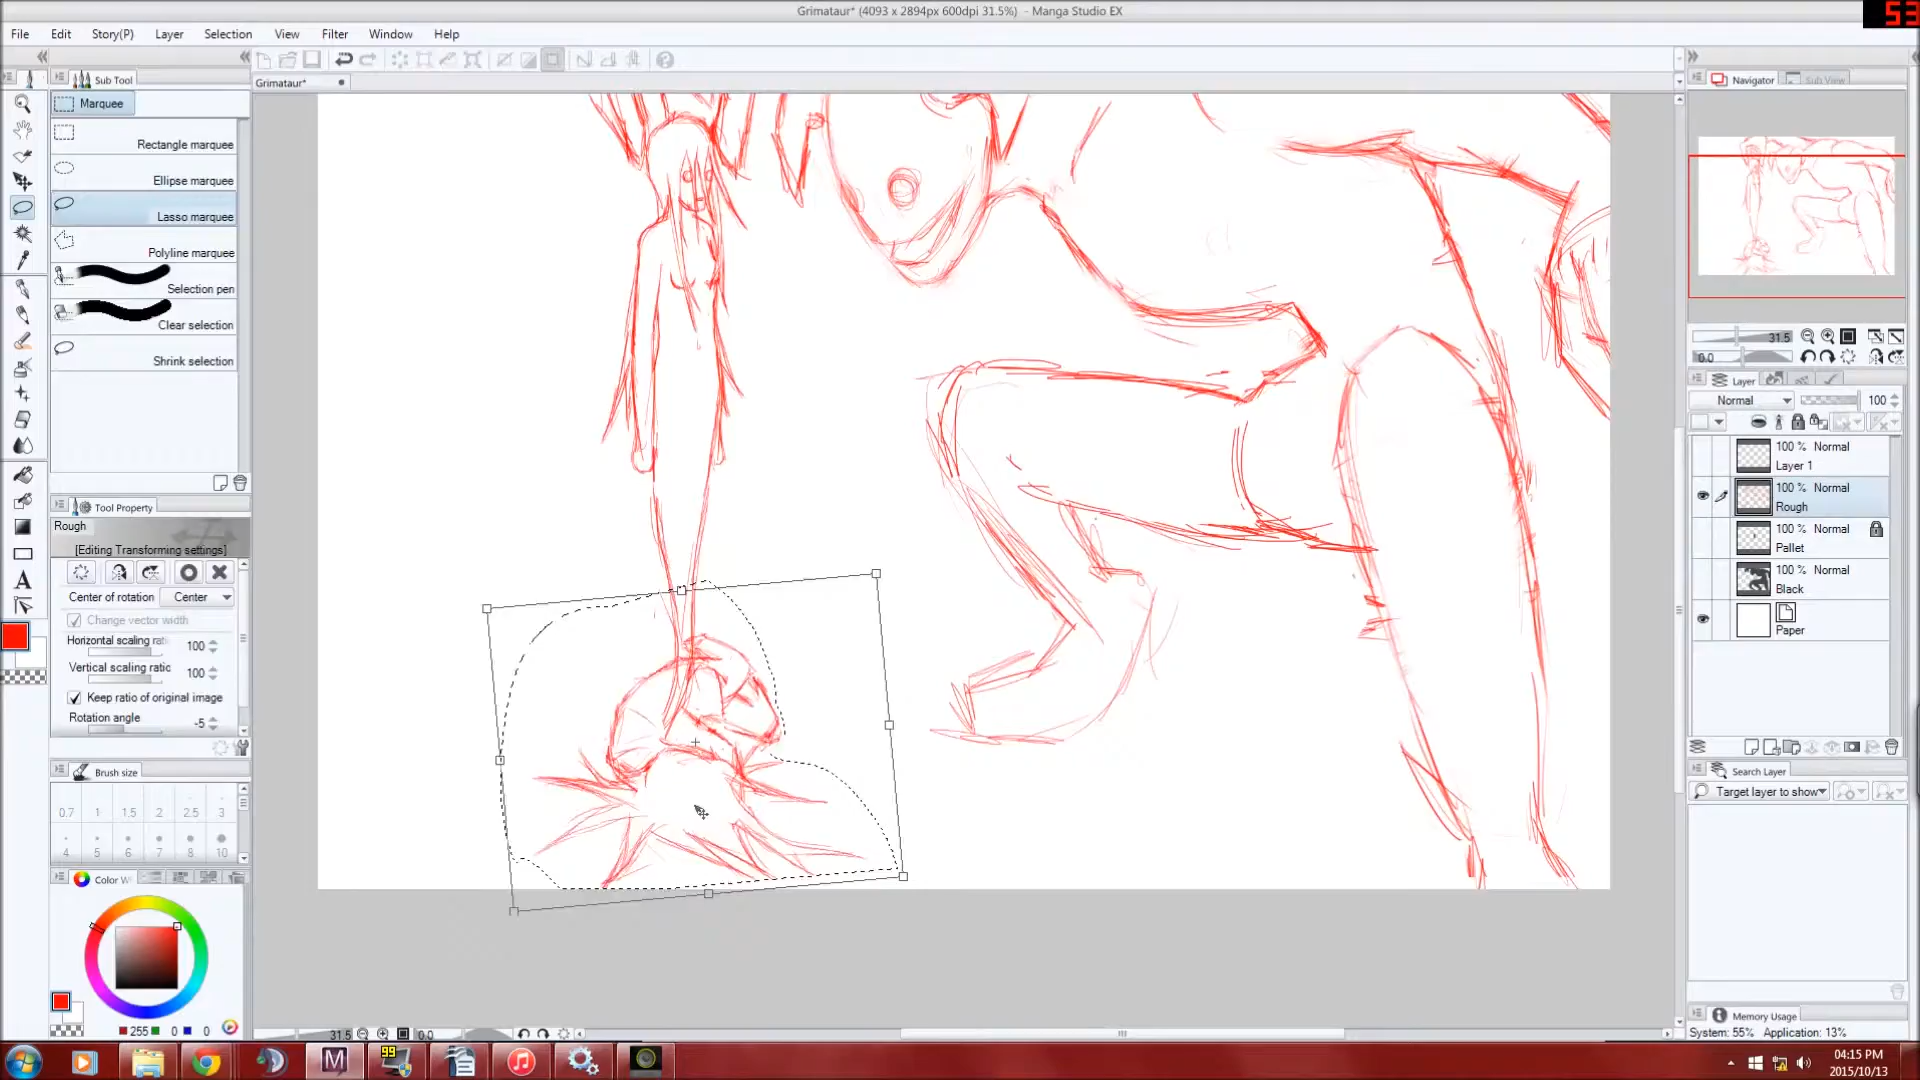 Grimataur* (4093 x 2894px 600dpi 31.5%)  - Manga Studio EX
53
File Edit Story(P) Layer Selection View Filter Window Help
Sub Tool
Grimataur*
Navigator Sub View
Marquee
Rectangle marquee
Ellipse marquee
Lasso marquee
Polyline marquee
Selection pen
Clear selection
Shrink selection
31.5
0.0
Layer
Normal 100
100 % Normal
Layer 1
100 % Normal
Rough
100 % Normal
Pallet
100 % Normal
Black
Paper
Tool Property
Rough
[Editing Transforming settings]
Center of rotation Center
Change vector width
Horizontal scaling rat 100
Vertical scaling ratic 100
Keep ratio of original image
Rotation angle -5
Brush size
0.7 1 1.5 2 2.5 3
4 5 6 7 8 10
Search Layer
Target layer to show
Color W
255 0 0
31.5 0.0
Memory Usage
System: 55% Application: 13%
99
04:15 PM
2015/10/13